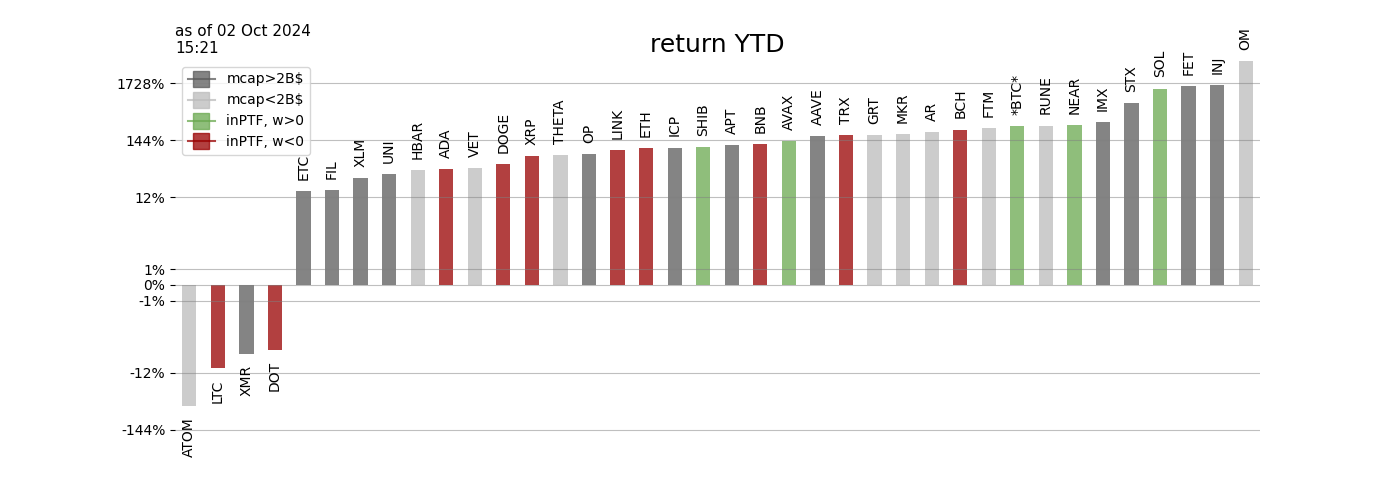 as of 02 Oct 2024
15:21
return YTD
mcap>2B$
mcap<2B$
inPTF, w>0
inPTF, w<0
1728%
144%
12%
1%
0%
-1%
-12%
-144%
ATOM
LTC
XMR
DOT
ETC
FIL
XLM
UNI
HBAR
ADA
VET
DOGE
XRP
THETA
OP
LINK
ETH
ICP
SHIB
APT
BNB
AVAX
AAVE
TRX
GRT
MKR
AR
BCH
FTM
*BTC*
RUNE
NEAR
IMX
STX
SOL
FET
INJ
OM